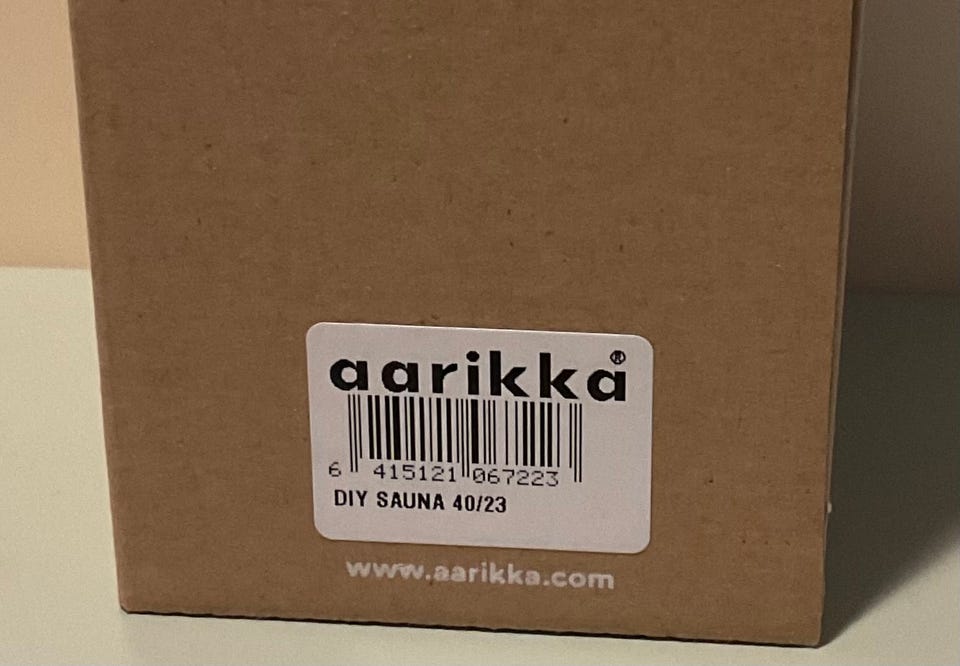 aarikka®
6 415121 067223
DIY SAUNA 40/23
www.aarikka.com